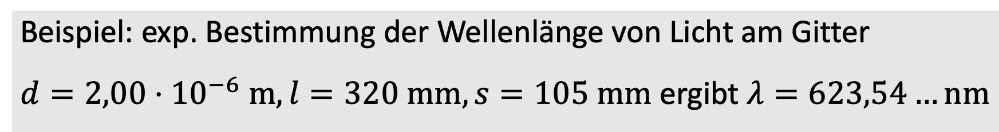 Beispiel: exp. Bestimmung der Wellenlänge von Licht am Gitter
d = 2,00 · 10⁻⁶ m, l = 320 mm, s = 105 mm ergibt λ = 623,54 ... nm